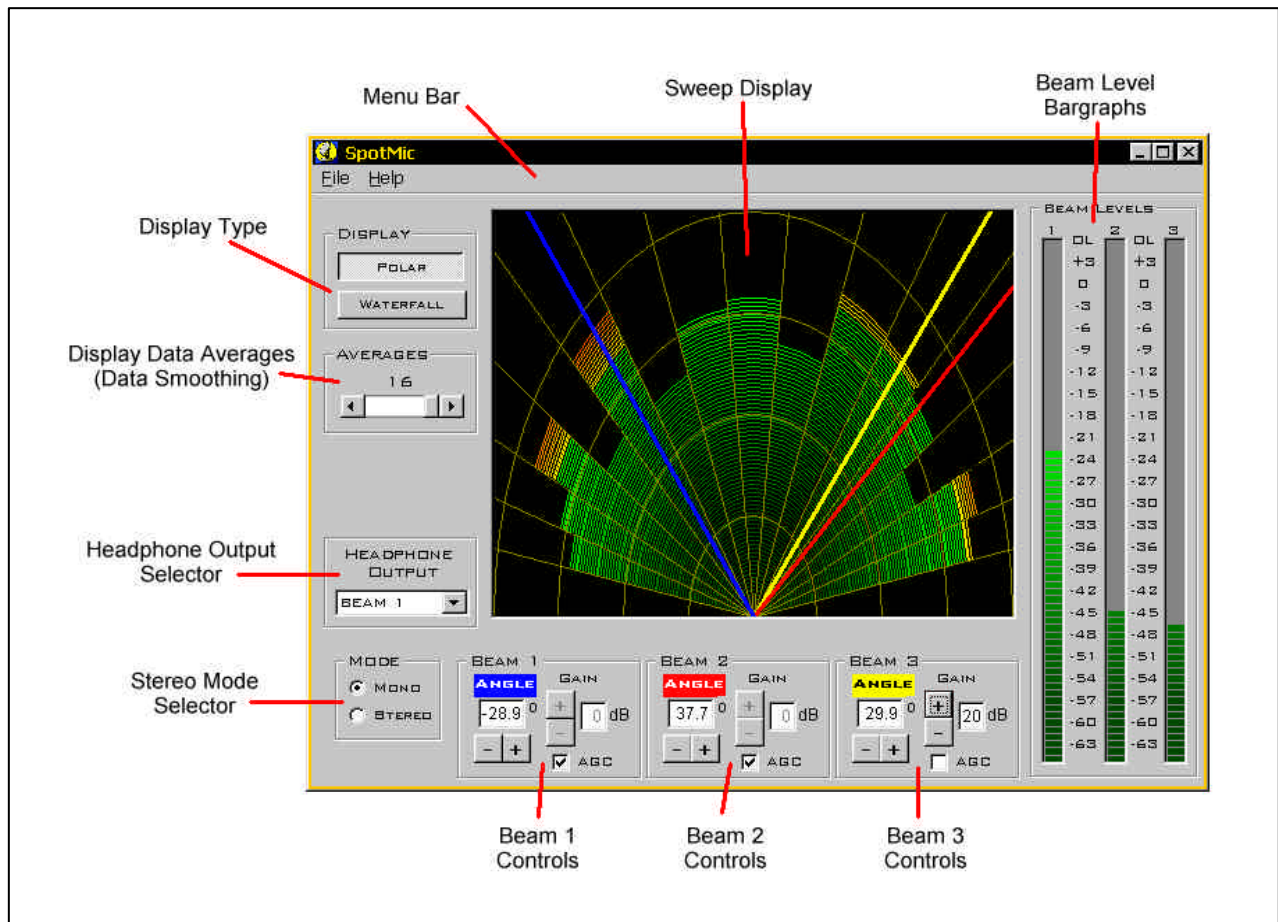 Menu Bar
Sweep Display
Beam Level
Bargraphs
SpotMic
File Help
Display Type
DISPLAY
POLAR
WATERFALL
Display Data Averages
(Data Smoothing)
AVERAGES
16
Headphone Output
Selector
HEADPHONE
OUTPUT
BEAM 1
Stereo Mode
Selector
MODE
MONO
STEREO
BEAM 1
ANGLE
GAIN
-28.9 o
+
0 dB
-
- +
AGC
BEAM 2
ANGLE
GAIN
37.7 o
+
0 dB
-
- +
AGC
BEAM 3
ANGLE
GAIN
29.9 o
+
20 dB
-
- +
AGC
BEAM LEVELS
1 2 3
OL OL
+3 +3
0 0
-3 -3
-6 -6
-9 -9
-12 -12
-15 -15
-18 -18
-21 -21
-24 -24
-27 -27
-30 -30
-33 -33
-36 -36
-39 -39
-42 -42
-45 -45
-48 -48
-51 -51
-54 -54
-57 -57
-60 -60
-63 -63
Beam 1
Controls
Beam 2
Controls
Beam 3
Controls